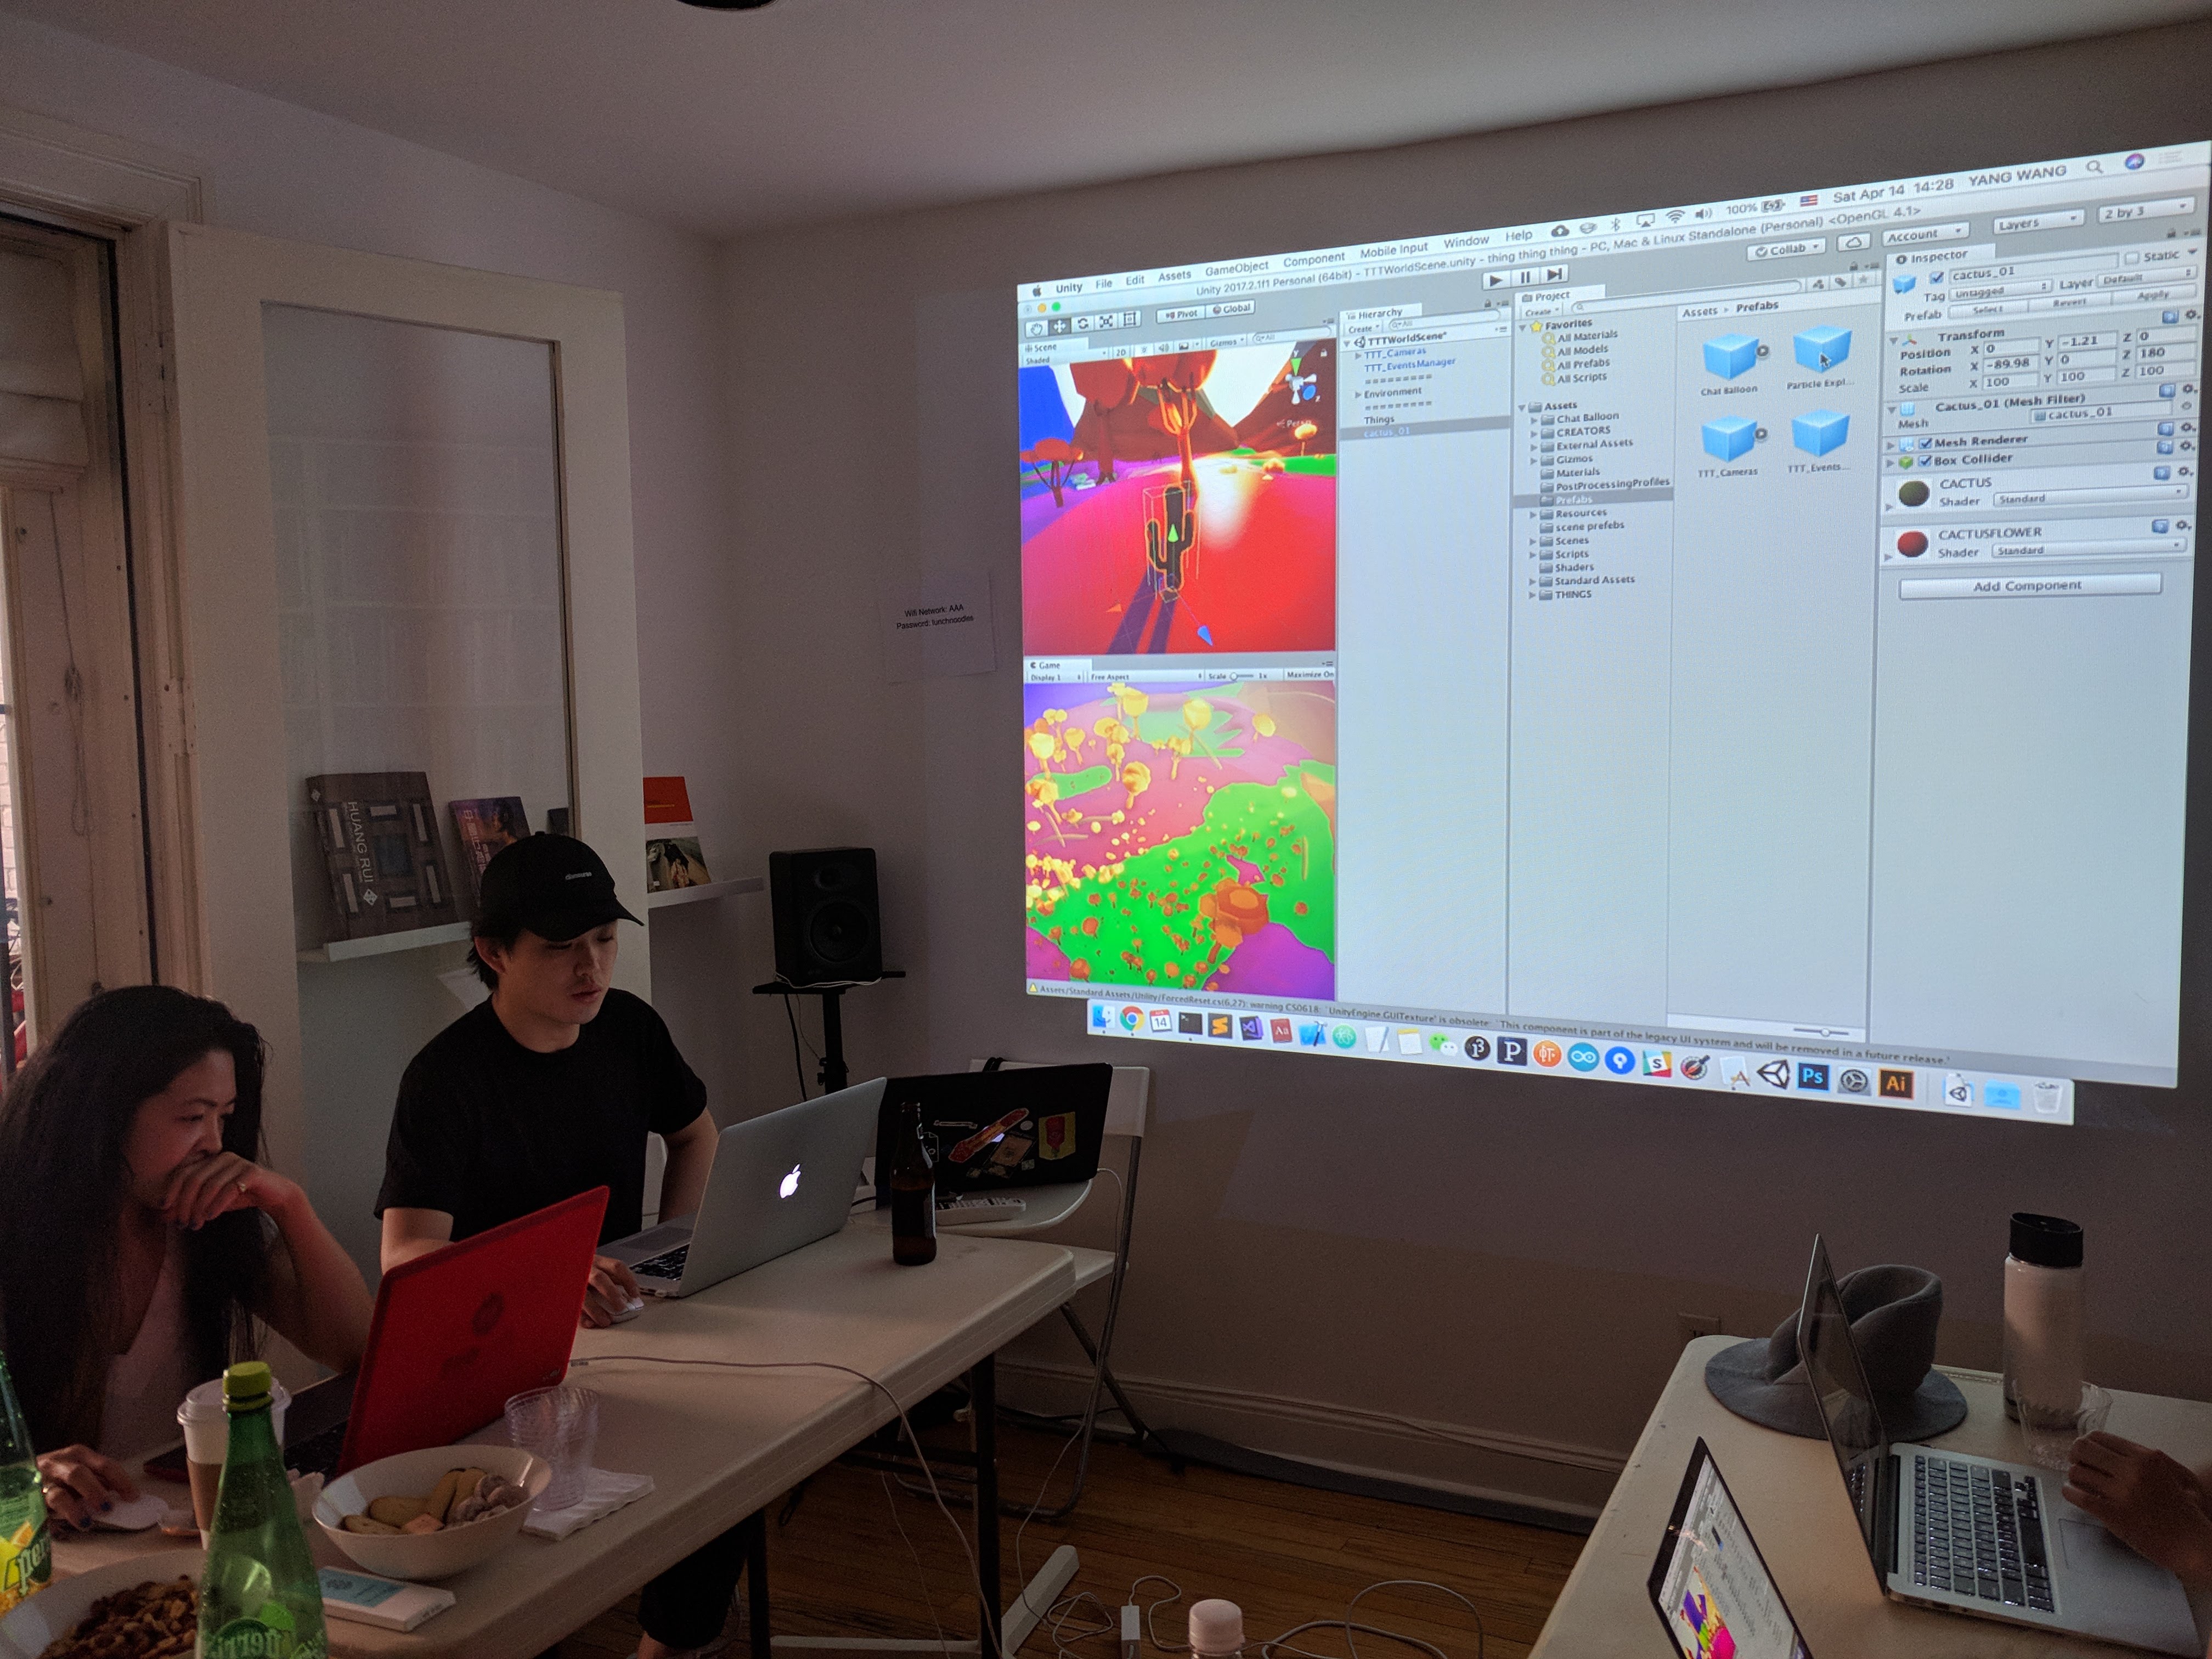 Unity File Edit Assets GameObject Component Mobile Input Window Help 100% Sat Apr 14 14:28 YANG WANG
Unity 2017.2.1f1 Personal (64bit) - TTTWorldScene.unity - thing thing thing - PC, Mac & Linux Standalone (Personal) <OpenGL 4.1>
Pivot Global
Collab
Account
Layers
2 by 3
Scene
Shaded
2D
Gizmos
All
Persp
Game
Display 1
Free Aspect
Scale
1x
Maximize On
Hierarchy
Create
All
TTTWorldScene*
TTT_Cameras
TTT_EventsManager
=========
Environment
=========
Things
cactus_01
Project
Create
Favorites
All Materials
All Models
All Prefabs
All Scripts
Assets
Chat Balloon
CREATORS
External Assets
Gizmos
Materials
PostProcessingProfiles
Prefabs
Resources
scene prefebs
Scenes
Scripts
Shaders
Standard Assets
THINGS
Assets Prefabs
Chat Balloon
Particle Expl...
TTT_Cameras
TTT_Events...
Inspector
cactus_01
Static
Tag Untagged Layer Default
Prefab Select Revert Apply
Transform
Position X 0 Y -1.21 Z 0
Rotation X -89.98 Y 0 Z 180
Scale X 100 Y 100 Z 100
Cactus_01 (Mesh Filter)
Mesh cactus_01
Mesh Renderer
Box Collider
CACTUS
Shader Standard
CACTUSFLOWER
Shader Standard
Add Component
Assets/Standard Assets/Utility/ForcedReset.cs(6,27): warning CS0618: `UnityEngine.GUITexture' is obsolete: `This component is part of the legacy UI system and will be removed in a future release.'
14
Aa
P
S
Ps
Ai
Wifi Network: AAA
Password: lunchnoodles
HUANG RUI
perrier